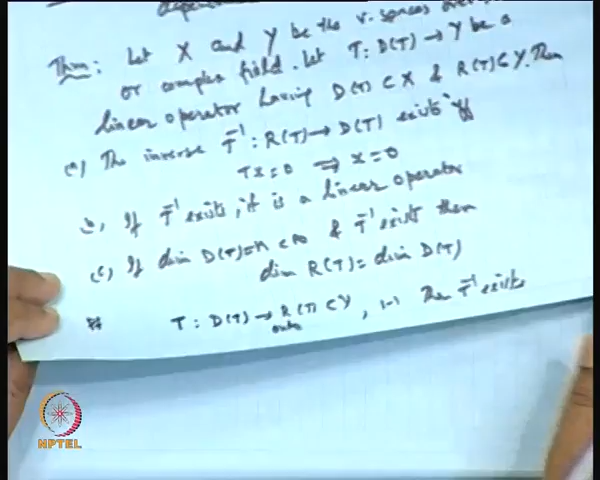 Thm: Let X and Y be the v. spaces
or complex field. Let T: D(T) → Y be a
linear operator having D(T) ⊂ X & R(T) ⊂ Y. Then
(a) The inverse T⁻¹: R(T) → D(T) exists iff
Tx = 0 ⇒ x = 0
(b) If T⁻¹ exists, it is a linear operator
(c) If dim D(T) = n < ∞ & T⁻¹ exist then
dim R(T) = dim D(T)
Pf T: D(T) → R(T) ⊂ Y, 1-1 Then T⁻¹ exists
onto
NPTEL